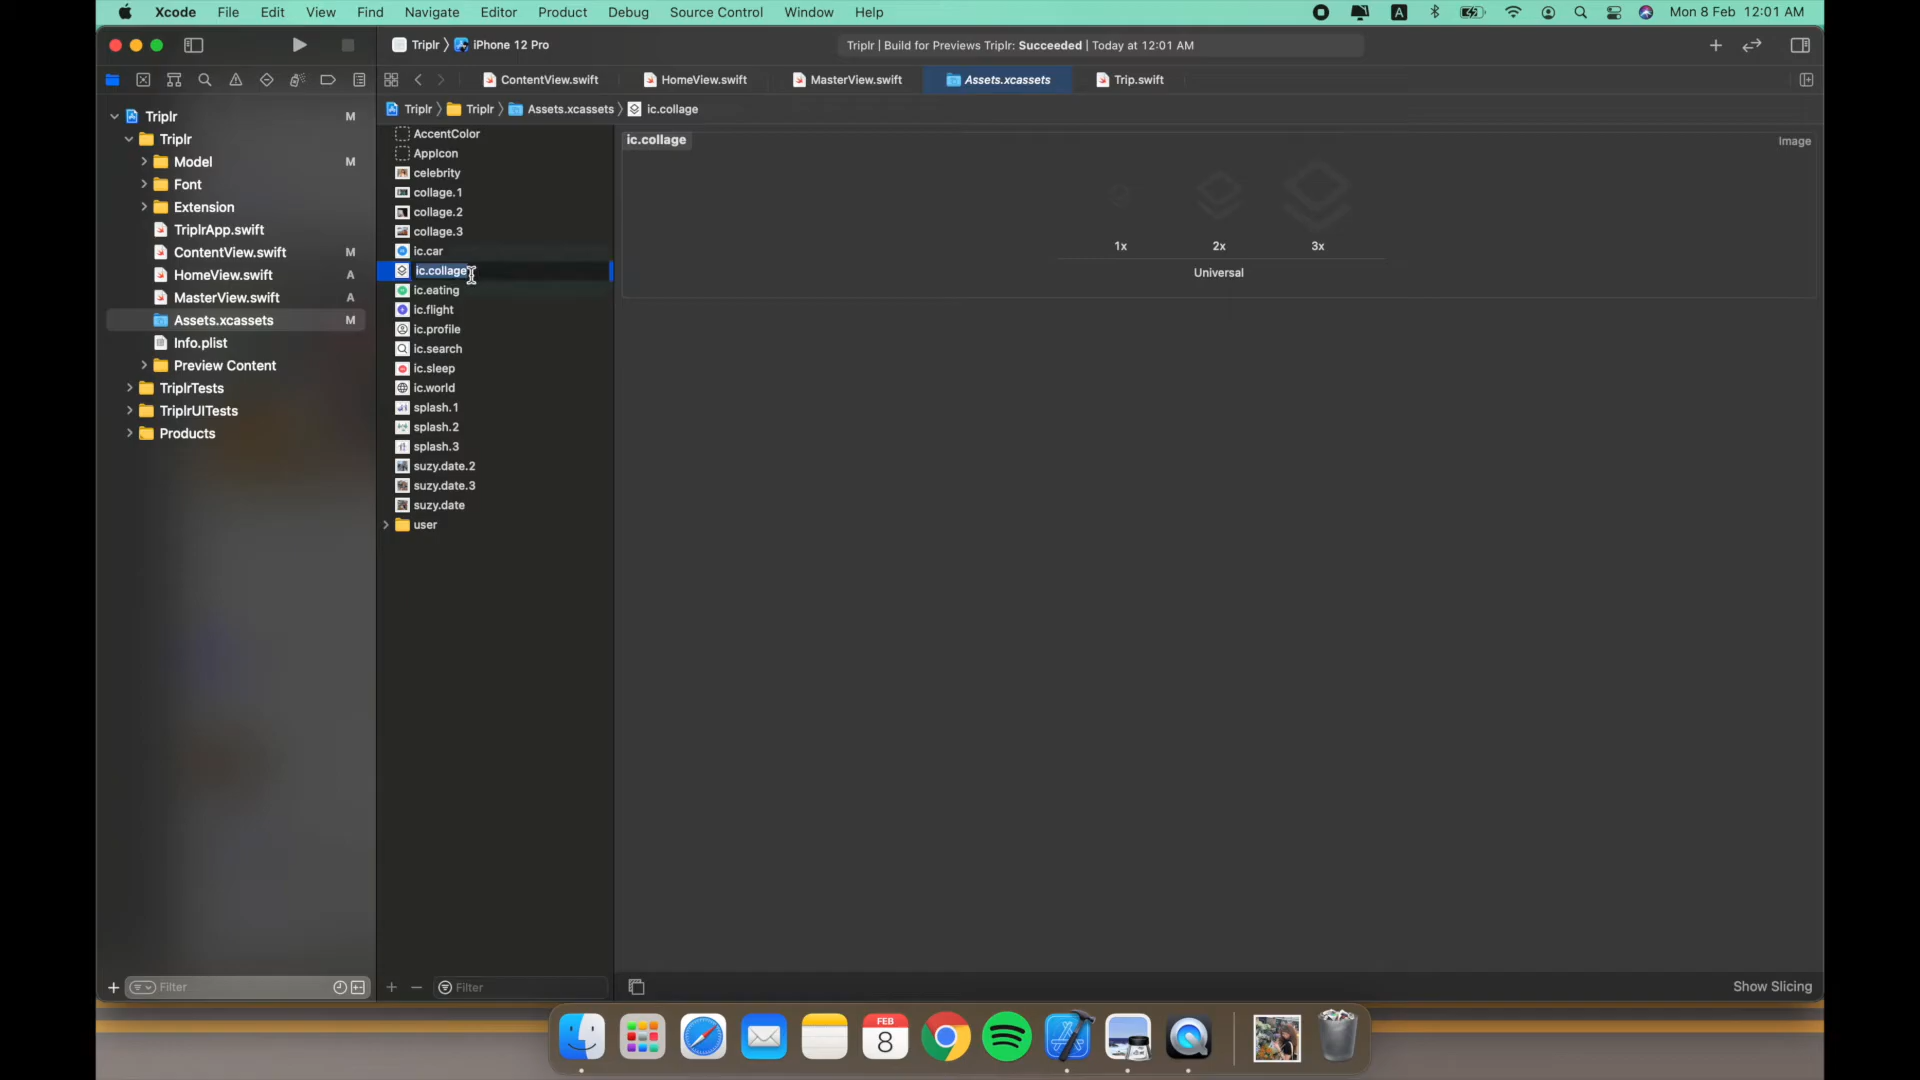 Xcode File Edit View Find Navigate Editor Product Debug Source Control Window Help A Mon 8 Feb 12:01 AM
Triplr iPhone 12 Pro Triplr | Build for Previews Triplr: Succeeded | Today at 12:01 AM
ContentView.swift HomeView.swift MasterView.swift Assets.xcassets Trip.swift
Triplr Triplr Assets.xcassets ic.collage
Triplr M
Triplr
Model M
Font
Extension
TriplrApp.swift
ContentView.swift M
HomeView.swift A
MasterView.swift A
Assets.xcassets M
Info.plist
Preview Content
TriplrTests
TriplrUITests
Products
Filter
AccentColor
AppIcon
celebrity
collage.1
collage.2
collage.3
ic.car
ic.collage
ic.eating
ic.flight
ic.profile
ic.search
ic.sleep
ic.world
splash.1
splash.2
splash.3
suzy.date.2
suzy.date.3
suzy.date
user
Filter
ic.collage Image
1x 2x 3x
Universal
Show Slicing
FEB
8